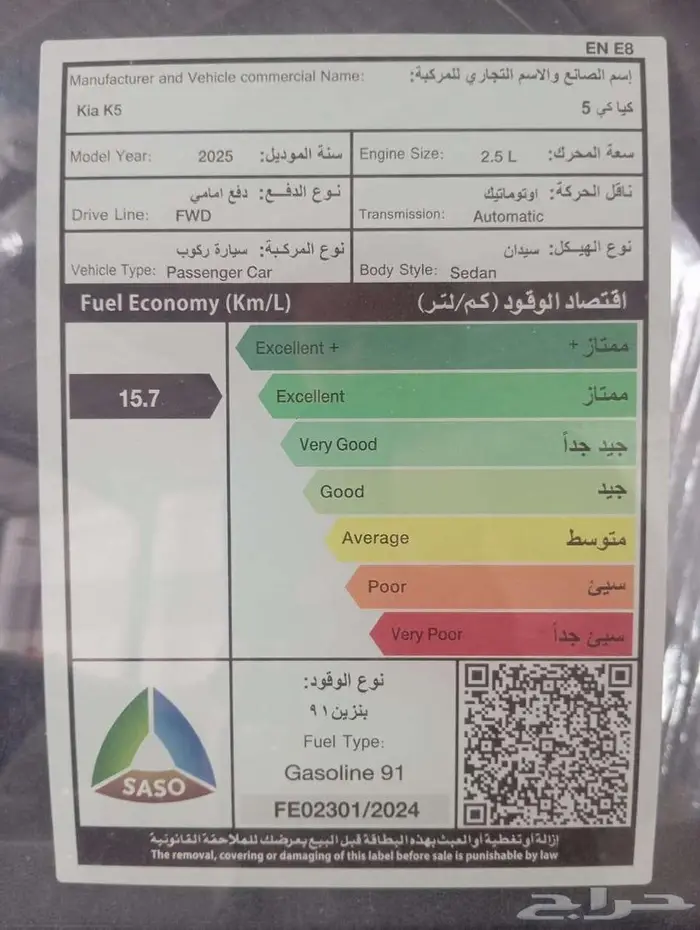 EN E8
Manufacturer and Vehicle commercial Name: إسم الصانع والاسم التجاري للمركبة:
Kia K5 كيا كي 5
Model Year: 2025 سنة الموديل:
Engine Size: 2.5 L سعة المحرك:
نوع الدفع: دفع امامي
Drive Line: FWD
ناقل الحركة: اوتوماتيك
Transmission: Automatic
نوع المركبة: سيارة ركوب
Vehicle Type: Passenger Car
نوع الهيكل: سيدان
Body Style: Sedan
Fuel Economy (Km/L) اقتصاد الوقود (كم/لتر)
Excellent + ممتاز +
15.7
Excellent ممتاز
Very Good جيد جداً
Good جيد
Average متوسط
Poor سيئ
Very Poor سيئ جداً
نوع الوقود:
بنزين ٩١
Fuel Type:
Gasoline 91
FE02301/2024
SASO
إزالة أو تغطية أو العبث بهذه البطاقة قبل البيع يعرضك للملاحقة القانونية
The removal, covering or damaging of this label before sale is punishable by law
حراج